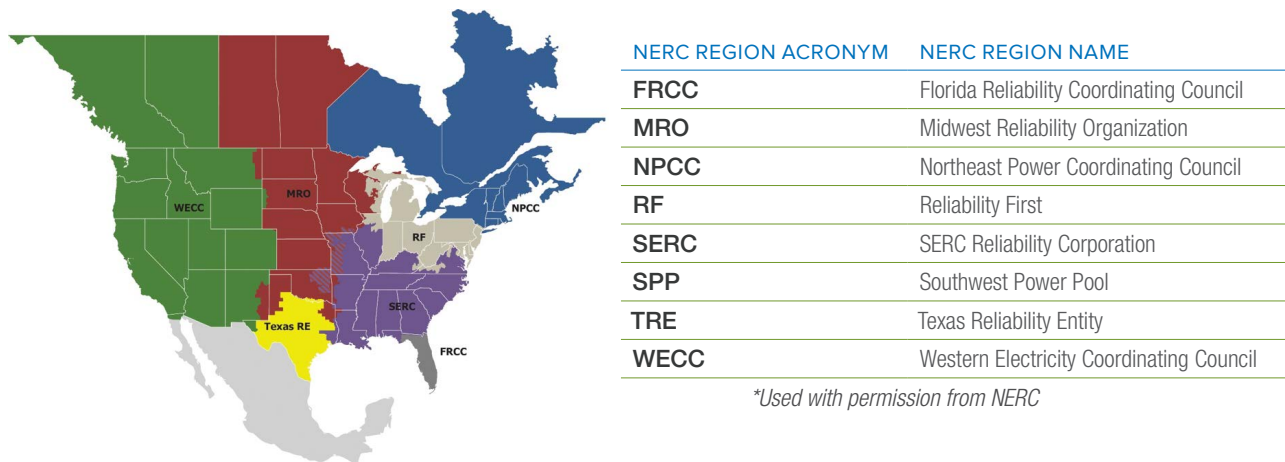 WECC
MRO
NPCC
RF
SERC
Texas RE
FRCC
NERC REGION ACRONYM NERC REGION NAME
FRCC Florida Reliability Coordinating Council
MRO Midwest Reliability Organization
NPCC Northeast Power Coordinating Council
RF Reliability First
SERC SERC Reliability Corporation
SPP Southwest Power Pool
TRE Texas Reliability Entity
WECC Western Electricity Coordinating Council
*Used with permission from NERC